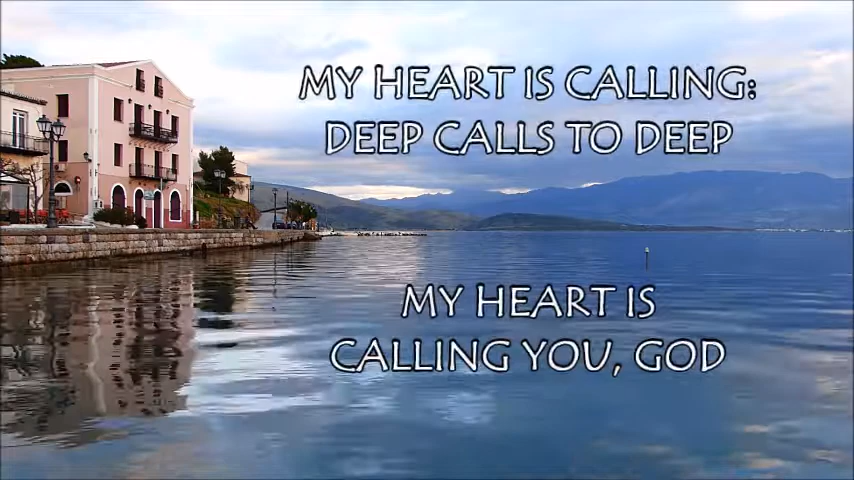 MY HEART IS CALLING:
DEEP CALLS TO DEEP
MY HEART IS
CALLING YOU, GOD